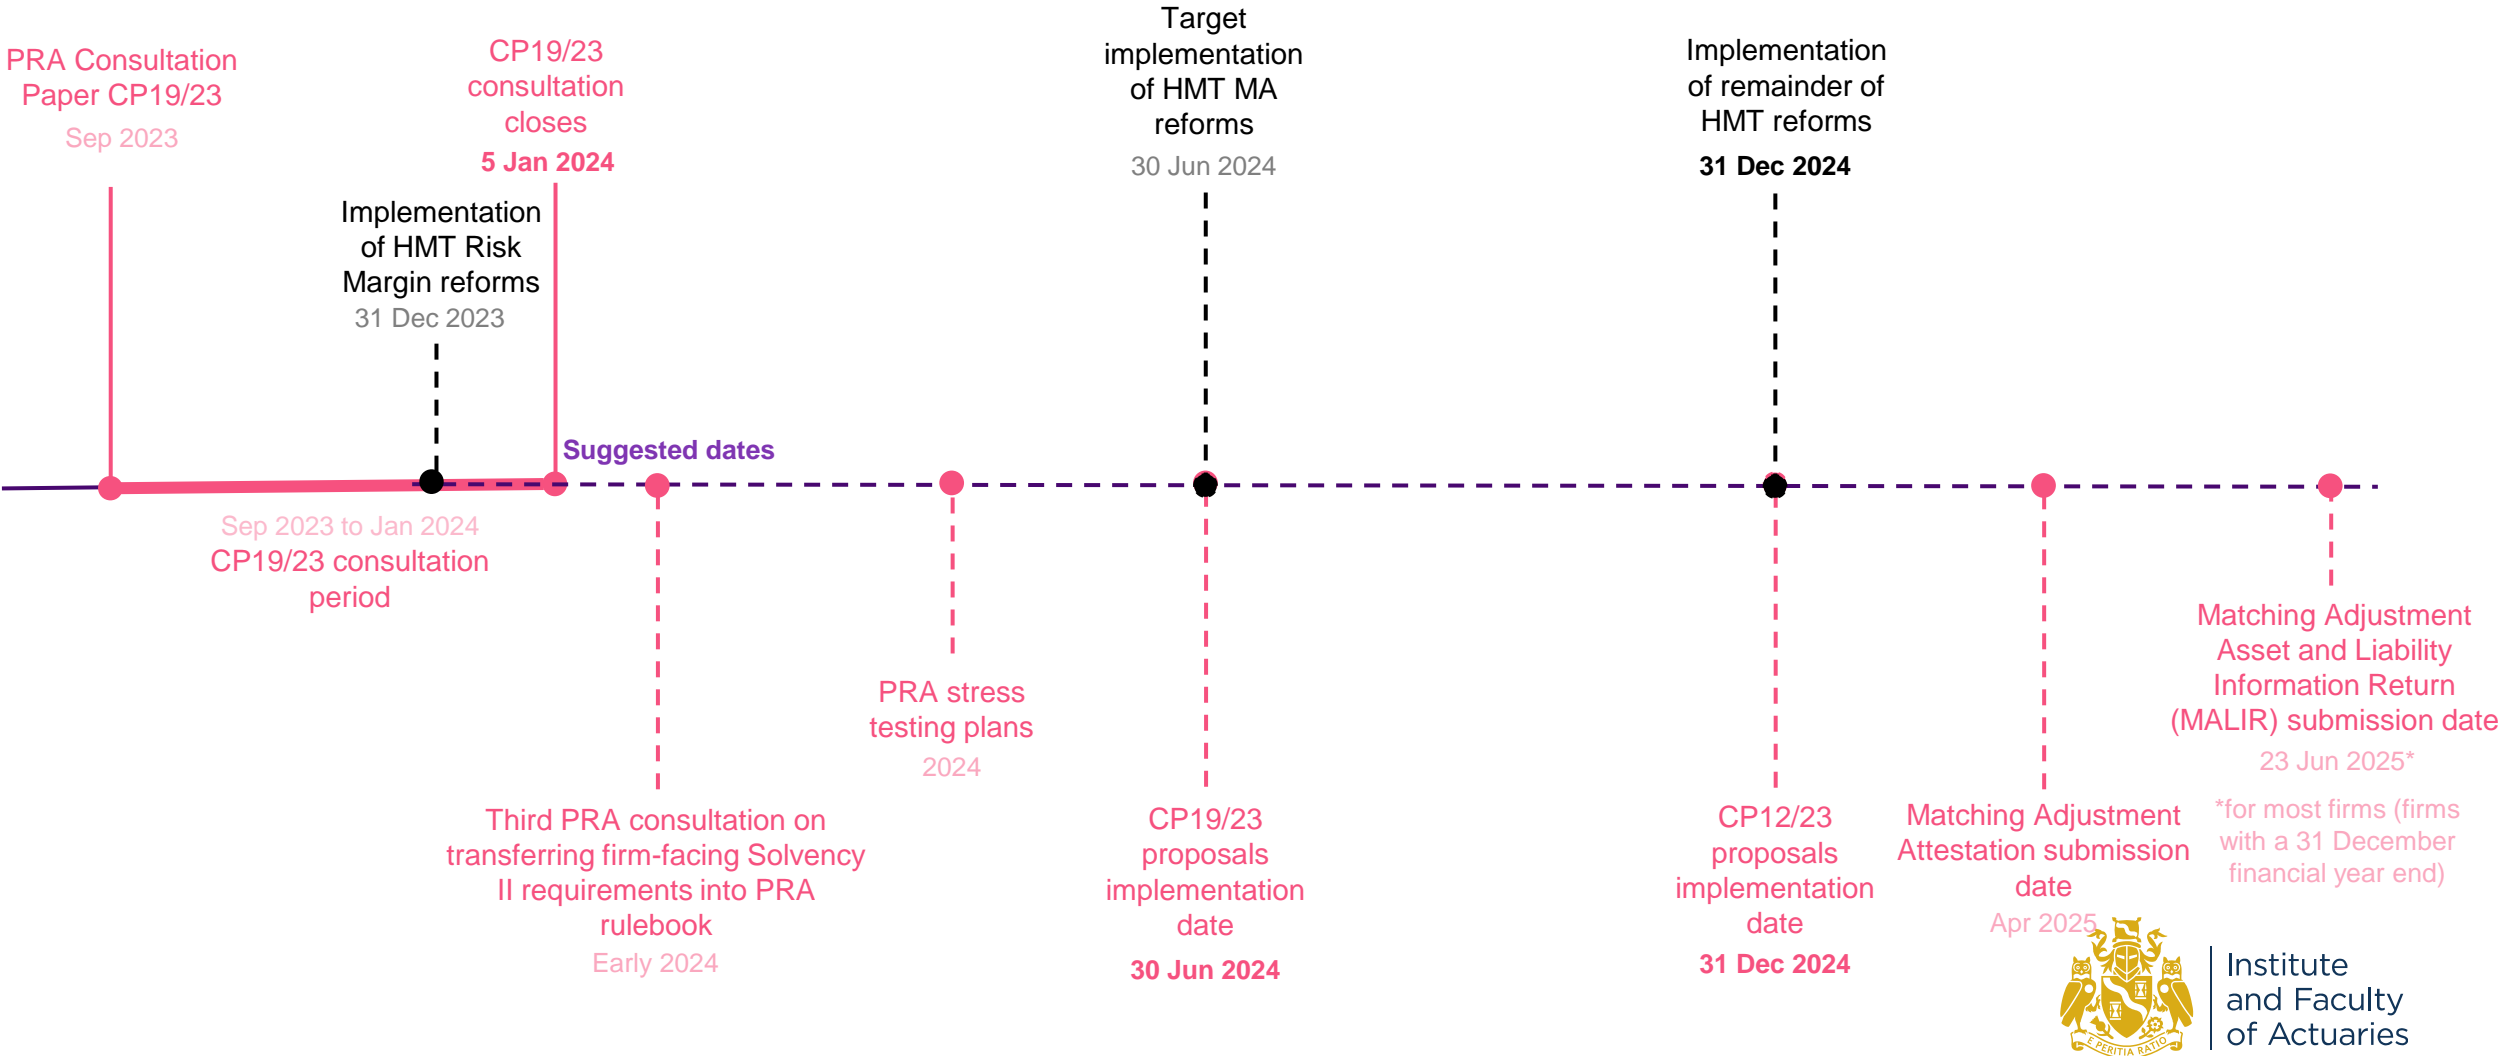 PRA Consultation
Paper CP19/23
Sep 2023
CP19/23
consultation
closes
5 Jan 2024
Implementation
of HMT Risk
Margin reforms
31 Dec 2023
Target
implementation
of HMT MA
reforms
30 Jun 2024
Implementation
of remainder of
HMT reforms
31 Dec 2024
Suggested dates
Sep 2023 to Jan 2024
CP19/23 consultation
period
Third PRA consultation on
transferring firm-facing Solvency
II requirements into PRA
rulebook
Early 2024
PRA stress
testing plans
2024
CP19/23
proposals
implementation
date
30 Jun 2024
CP12/23
proposals
implementation
date
31 Dec 2024
Matching Adjustment
Attestation submission
date
Apr 2025
Matching Adjustment
Asset and Liability
Information Return
(MALIR) submission date
23 Jun 2025*
*for most firms (firms
with a 31 December
financial year end)
E PERITIA RATIO
Institute
and Faculty
of Actuaries